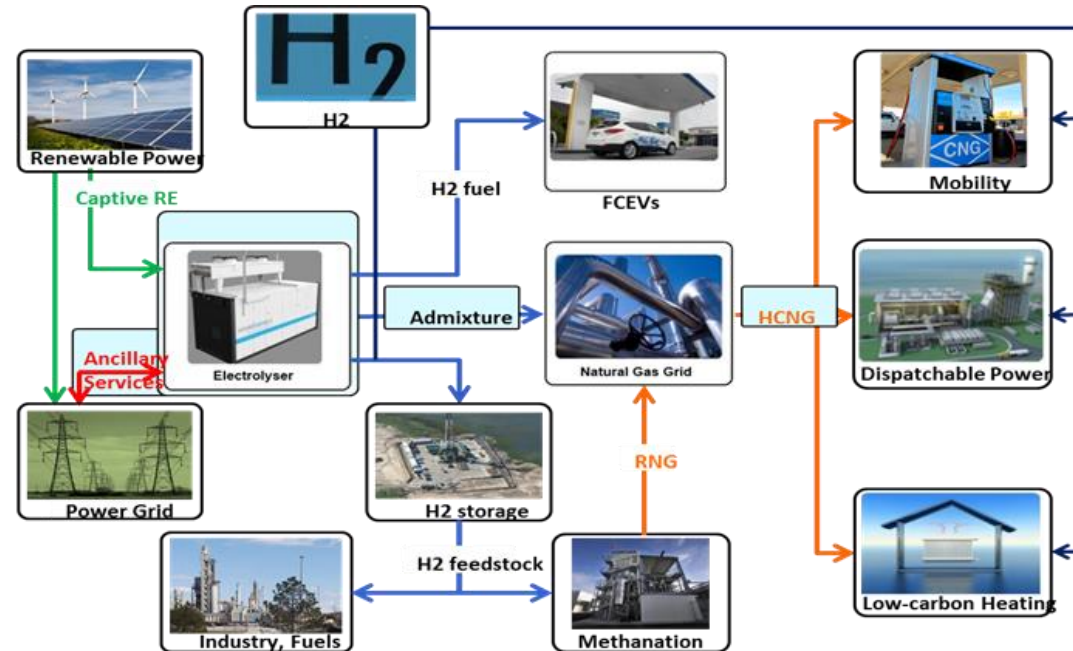 H2
H2
Renewable Power
Captive RE
H2 fuel
FCEVs
CNG
Mobility
Electrolyser
Admixture
Natural Gas Grid
HCNG
Dispatchable Power
Ancillary
Services
Power Grid
H2 storage
RNG
H2 feedstock
Industry, Fuels
Methanation
Low-carbon Heating